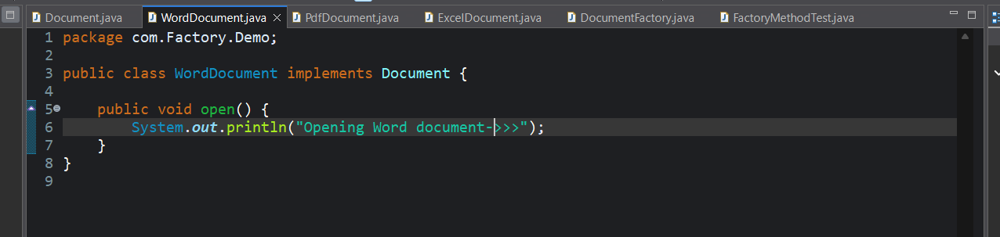 Document.java WordDocument.java PdfDocument.java ExcelDocument.java DocumentFactory.java FactoryMethodTest.java
1 package com.Factory.Demo;
2
3 public class WordDocument implements Document {
4
5 public void open() {
6 System.out.println("Opening Word document->>>");
7 }
8 }
9